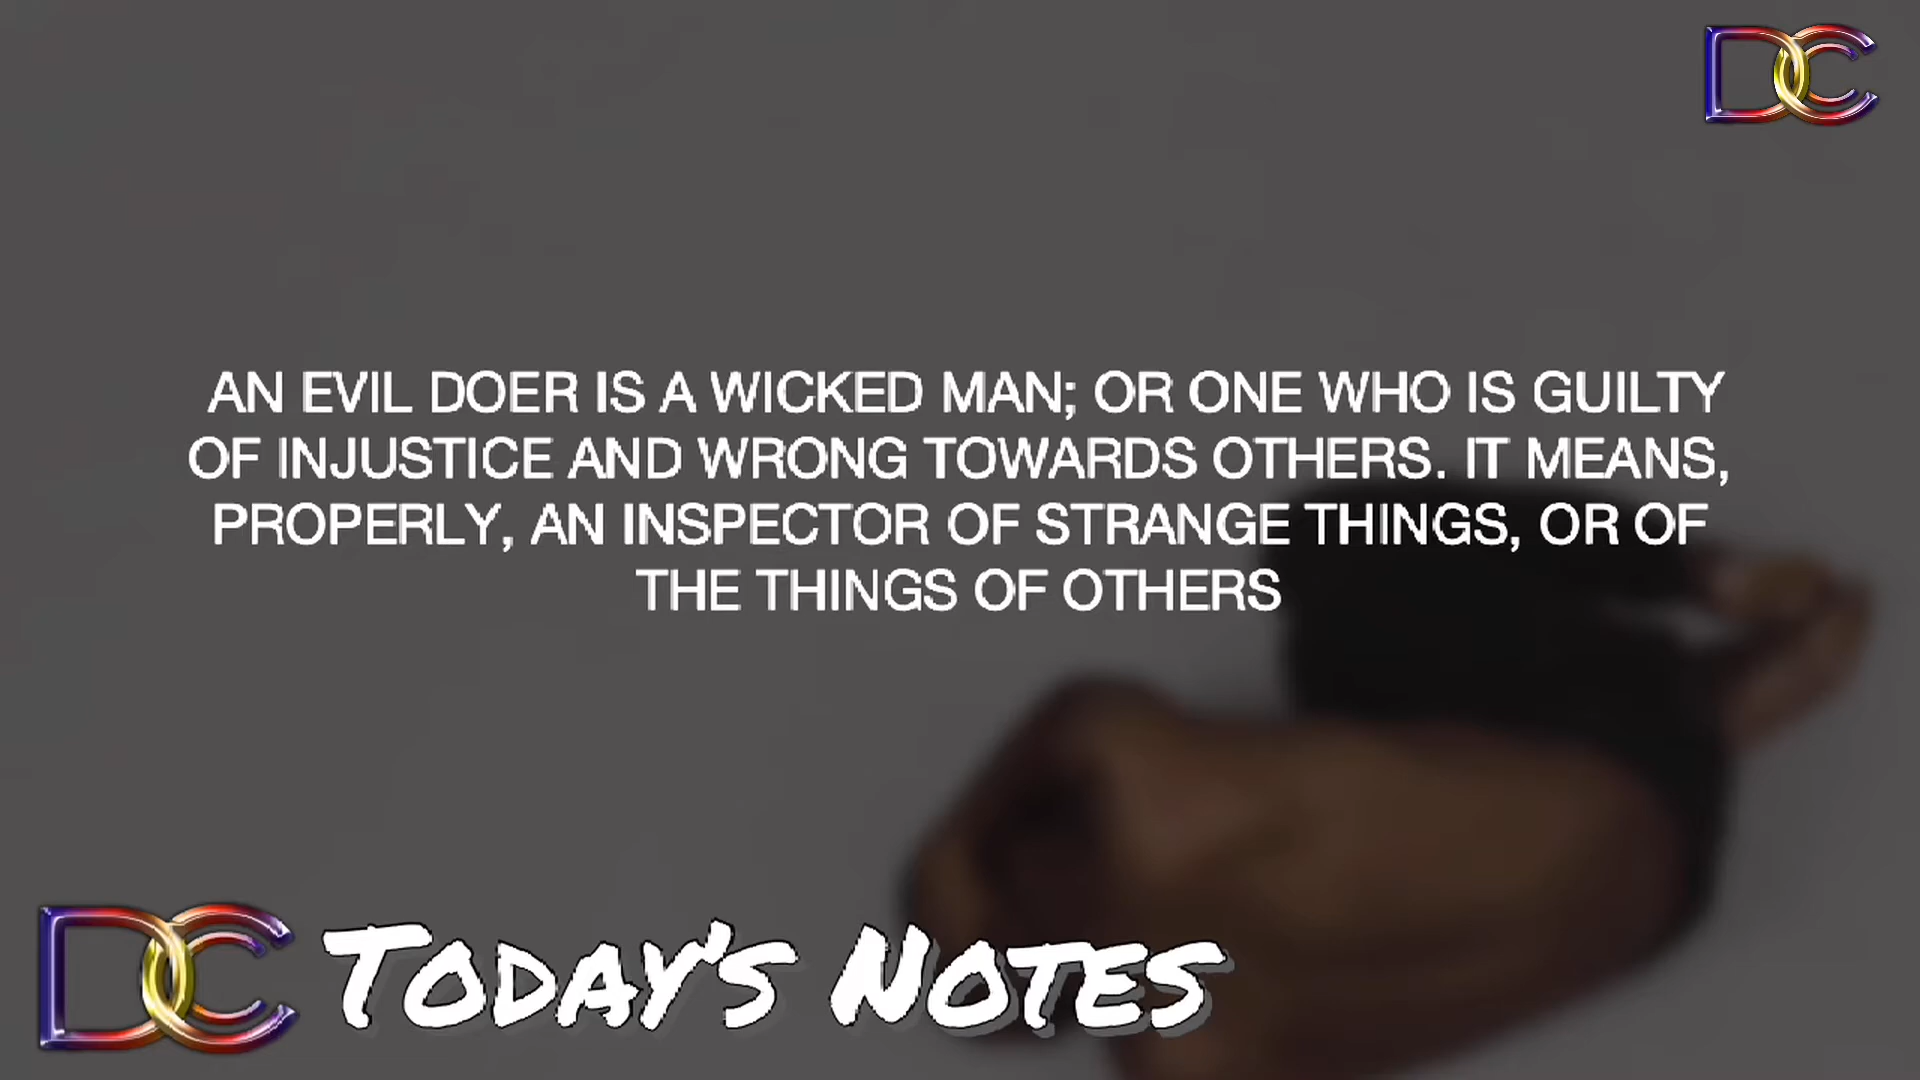 DC
AN EVIL DOER IS A WICKED MAN; OR ONE WHO IS GUILTY
OF INJUSTICE AND WRONG TOWARDS OTHERS. IT MEANS,
PROPERLY, AN INSPECTOR OF STRANGE THINGS, OR OF
THE THINGS OF OTHERS
DC TODAY'S NOTES